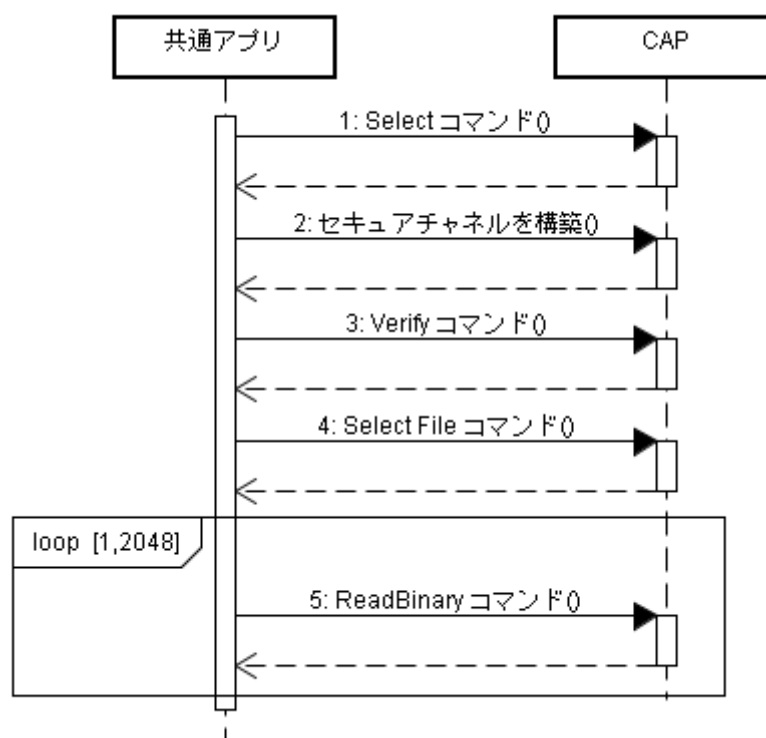 共通アプリ
CAP
1: Select コマンド()
2: セキュアチャネルを構築()
3: Verify コマンド()
4: Select File コマンド()
loop [1,2048]
5: ReadBinary コマンド()